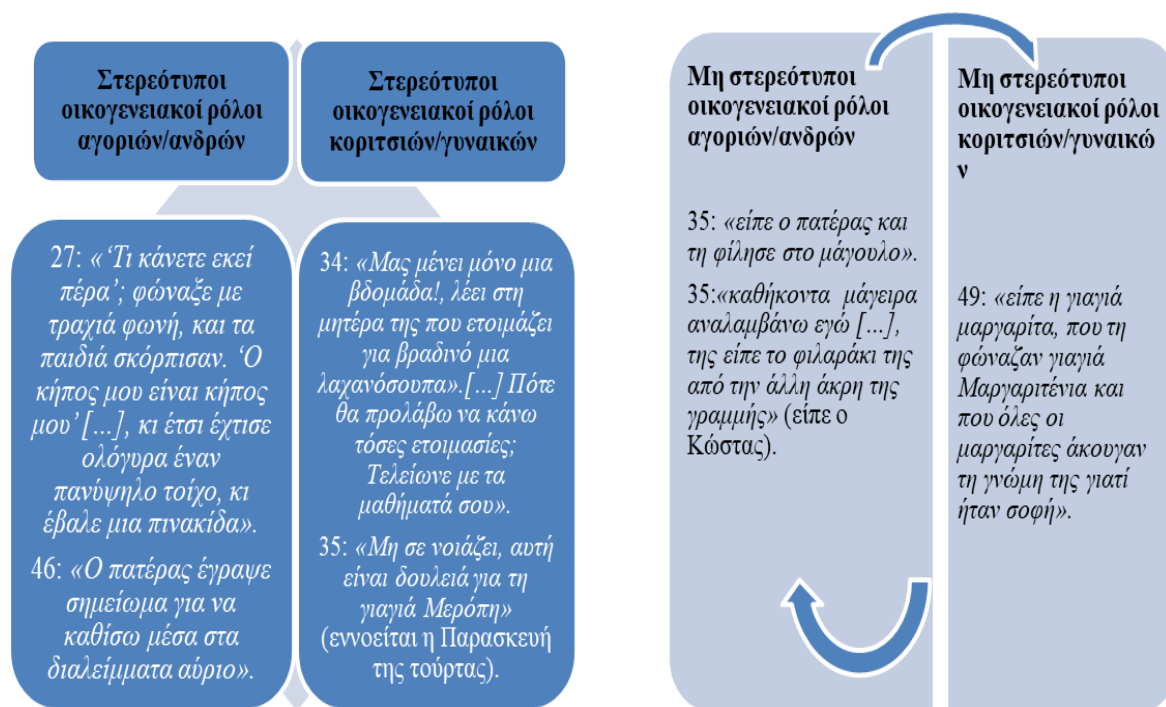 Στερεότυποι
οικογενειακοί ρόλοι
αγοριών/ανδρών
Στερεότυποι
οικογενειακοί ρόλοι
κοριτσιών/γυναικών
27: «‘Τι κάνετε εκεί
πέρα’; φώναξε με
τραχιά φωνή, και τα
παιδιά σκόρπισαν. ‘Ο
κήπος μου είναι κήπος
μου’ [...], κι έτσι έχτισε
ολόγυρα έναν
πανύψηλο τοίχο, κι
έβαλε μια πινακίδα».
46: «Ο πατέρας έγραψε
σημείωμα για να
καθίσω μέσα στα
διαλείμματα αύριο».
34: «Μας μένει μόνο μια
βδομάδα!, λέει στη
μητέρα της που ετοιμάζει
για βραδινό μια
λαχανόσουπα».[...] Πότε
θα προλάβω να κάνω
τόσες ετοιμασίες;
Τελείωνε με τα
μαθήματά σου».
35: «Μη σε νοιάζει, αυτή
είναι δουλειά για τη
γιαγιά Μερόπη»
(εννοείται η Παρασκευή
της τούρτας).
Μη στερεότυποι
οικογενειακοί ρόλοι
αγοριών/ανδρών
35: «είπε ο πατέρας και
τη φίλησε στο μάγουλο».
35:«καθήκοντα μάγειρα
αναλαμβάνω εγώ [...],
της είπε το φιλαράκι της
από την άλλη άκρη της
γραμμής» (είπε ο
Κώστας).
Μη στερεότυποι
οικογενειακοί ρόλοι
κοριτσιών/γυναικώ
ν
49: «είπε η γιαγιά
μαργαρίτα, που τη
φώναζαν γιαγιά
Μαργαριτένια και
που όλες οι
μαργαρίτες άκουγαν
τη γνώμη της γιατί
ήταν σοφή».